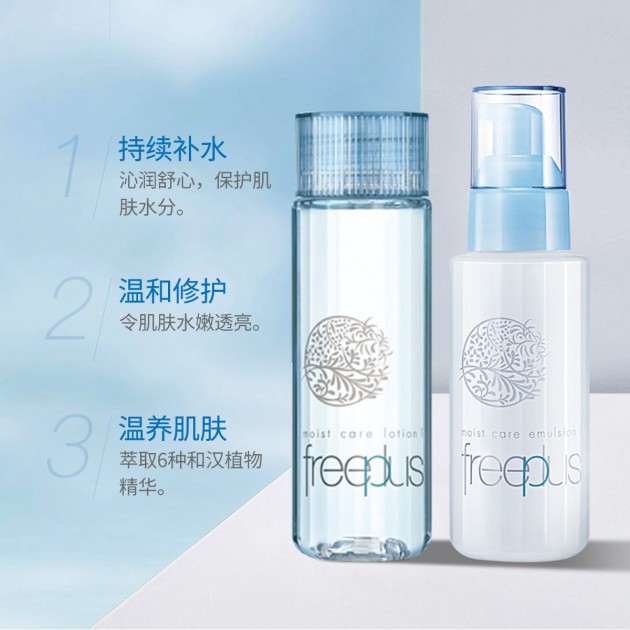 1
持续补水
沁润舒心，保护肌
肤水分。
2
温和修护
令肌肤水嫩透亮。
3
温养肌肤
萃取6种和汉植物
精华。
moist care lotion I
freeplus
moist care emulsion
freeplus